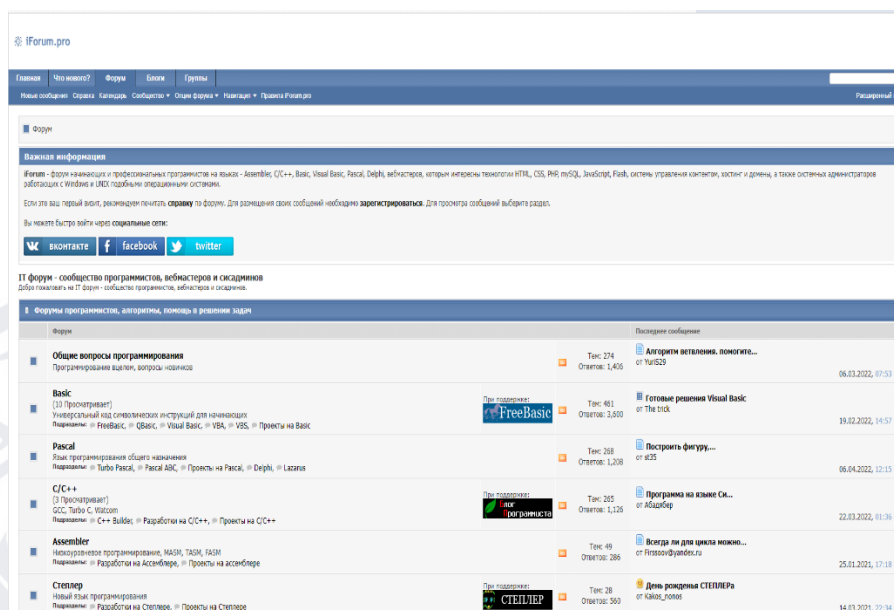 iForum.pro
Главная Что нового? Форум Блоги Группы
Новые сообщения Справка Календарь Сообщество Опции форума Навигация Правила iForum.pro Расширенный
Форум
Важная информация
iForum - форум начинающих и профессиональных программистов на языках - Assembler, C/C++, Basic, Visual Basic, Pascal, Delphi, вебмастеров, которым интересны технологии HTML, CSS, PHP, mySQL, JavaScript, Flash, системы управления контентом, хостинг и домены, а также системных администраторов
работающих с Windows и UNIX подобными операционными системами.
Если это ваш первый визит, рекомендуем почитать справку по форуму. Для размещения своих сообщений необходимо зарегистрироваться. Для просмотра сообщений выберите раздел.
Вы можете быстро войти через социальные сети:
вконтакте facebook twitter
IT форум - сообщество программистов, вебмастеров и сисадминов
Добро пожаловать на IT форум - сообщество программистов, вебмастеров и сисадминов.
Форумы программистов, алгоритмы, помощь в решении задач
Форум Последнее сообщение
Общие вопросы программирования
Программирование вцелом, вопросы новичков
Тем: 274
Ответов: 1,406
Алгоритм ветвления. помогите...
от YuriS29
06.03.2022, 07:53
Basic
(10 Просматривает)
Универсальный код символических инструкций для начинающих
Подразделы: FreeBasic, QBasic, Visual Basic, VBA, VBS, Проекты на Basic
При поддержке:
FreeBasic
Тем: 461
Ответов: 3,600
Готовые решения Visual Basic
от The trick
19.02.2022, 14:57
Pascal
Язык программирования общего назначения
Подразделы: Turbo Pascal, Pascal ABC, Проекты на Pascal, Delphi, Lazarus
Тем: 268
Ответов: 1,208
Построить фигуру,...
от st35
06.04.2022, 12:15
C/C++
(3 Просматривает)
GCC, Turbo C, Watcom
Подразделы: C++ Builder, Разработки на C/C++, Проекты на C/C++
При поддержке:
Блог
Программиста
Тем: 265
Ответов: 1,126
Программа на языке Си...
от Абадябер
22.03.2022, 01:36
Assembler
Низкоуровневое программирование, MASM, TASM, FASM
Подразделы: Разработки на Ассемблере, Проекты на ассемблере
Тем: 49
Ответов: 286
Всегда ли для цикла можно...
от Firssov@yandex.ru
25.01.2021, 17:18
Степлер
Новый язык программирования
Подразделы: Разработки на Степлере, Проекты на Степлере
При поддержке:
СТЕПЛЕР
Тем: 28
Ответов: 560
День рожденья СТЕПЛЕРа
от Kakos_nonos
14.03.2021, 22:34